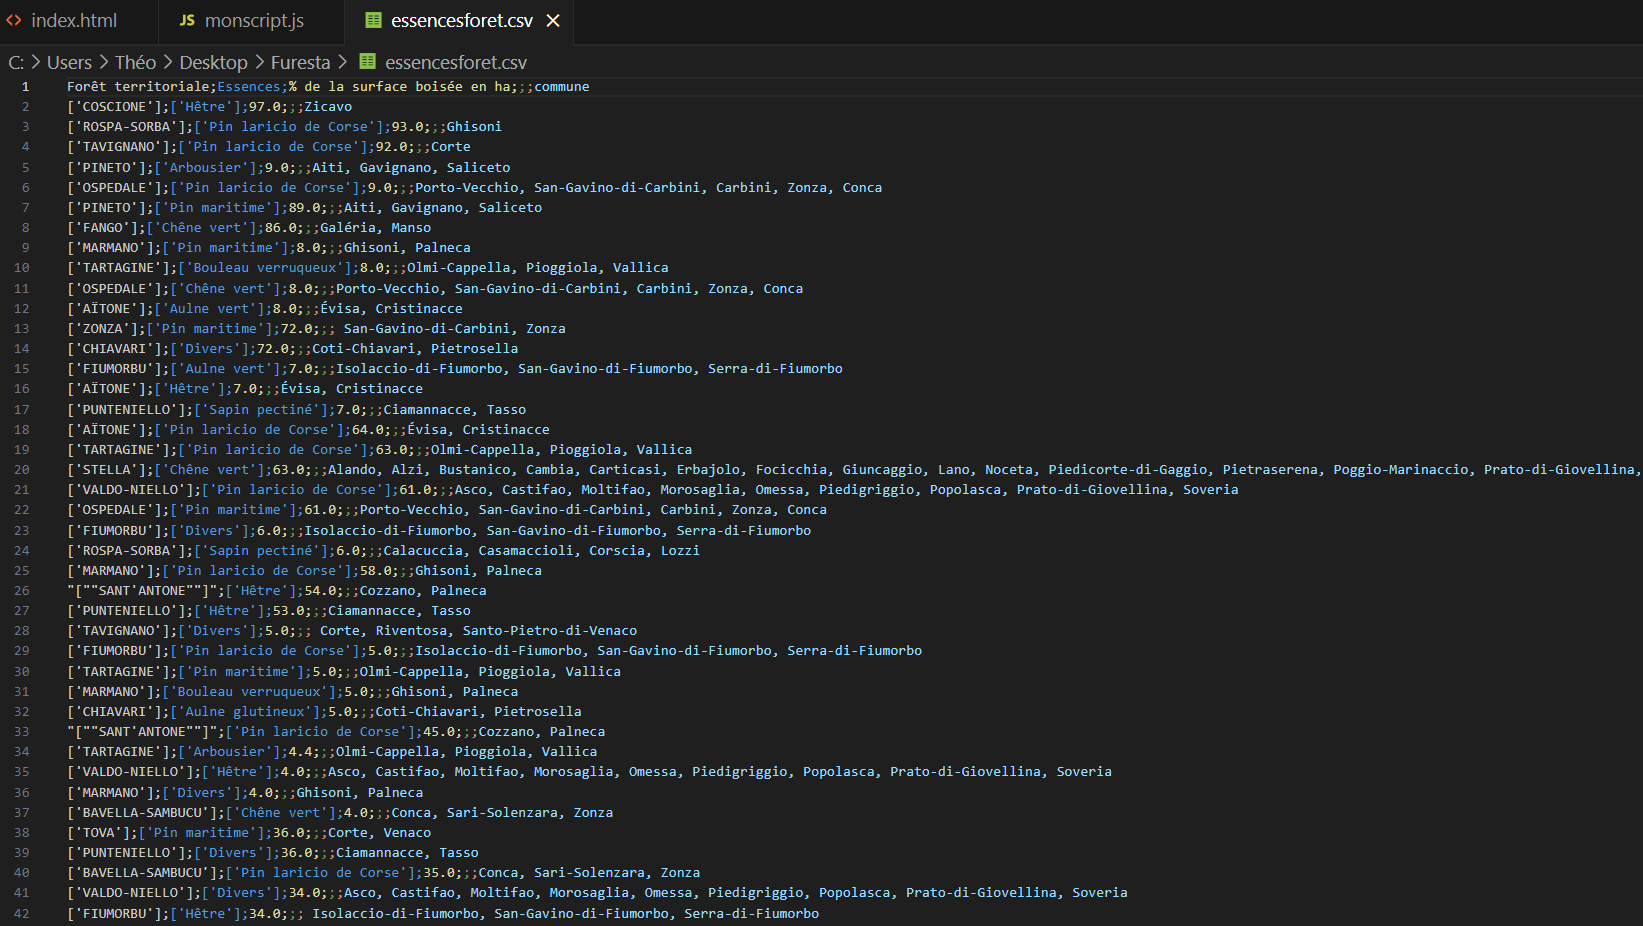 index.html
JS monscript.js
essencesforet.csv
C: > Users > Théo > Desktop > Furesta > essencesforet.csv
1 Forêt territoriale;Essences;% de la surface boisée en ha;;;commune
2 ['COSCIONE'];['Hêtre'];97.0;;;Zicavo
3 ['ROSPA-SORBA'];['Pin laricio de Corse'];93.0;;;Ghisoni
4 ['TAVIGNANO'];['Pin laricio de Corse'];92.0;;;Corte
5 ['PINETO'];['Arbousier'];9.0;;;Aiti, Gavignano, Saliceto
6 ['OSPEDALE'];['Pin laricio de Corse'];9.0;;;Porto-Vecchio, San-Gavino-di-Carbini, Carbini, Zonza, Conca
7 ['PINETO'];['Pin maritime'];89.0;;;Aiti, Gavignano, Saliceto
8 ['FANGO'];['Chêne vert'];86.0;;;Galéria, Manso
9 ['MARMANO'];['Pin maritime'];8.0;;;Ghisoni, Palneca
10 ['TARTAGINE'];['Bouleau verruqueux'];8.0;;;Olmi-Cappella, Pioggiola, Vallica
11 ['OSPEDALE'];['Chêne vert'];8.0;;;Porto-Vecchio, San-Gavino-di-Carbini, Carbini, Zonza, Conca
12 ['AÏTONE'];['Aulne vert'];8.0;;;Évisa, Cristinacce
13 ['ZONZA'];['Pin maritime'];72.0;;; San-Gavino-di-Carbini, Zonza
14 ['CHIAVARI'];['Divers'];72.0;;;Coti-Chiavari, Pietrosella
15 ['FIUMORBU'];['Aulne vert'];7.0;;;Isolaccio-di-Fiumorbo, San-Gavino-di-Fiumorbo, Serra-di-Fiumorbo
16 ['AÏTONE'];['Hêtre'];7.0;;;Évisa, Cristinacce
17 ['PUNTENIELLO'];['Sapin pectiné'];7.0;;;Ciamannacce, Tasso
18 ['AÏTONE'];['Pin laricio de Corse'];64.0;;;Évisa, Cristinacce
19 ['TARTAGINE'];['Pin laricio de Corse'];63.0;;;Olmi-Cappella, Pioggiola, Vallica
20 ['STELLA'];['Chêne vert'];63.0;;;Alando, Alzi, Bustanico, Cambia, Carticasi, Erbajolo, Focicchia, Giuncaggio, Lano, Noceta, Piedicorte-di-Gaggio, Pietraserena, Poggio-Marinaccio, Prato-di-Giovellina,
21 ['VALDO-NIELLO'];['Pin laricio de Corse'];61.0;;;Asco, Castifao, Moltifao, Morosaglia, Omessa, Piedigriggio, Popolasca, Prato-di-Giovellina, Soveria
22 ['OSPEDALE'];['Pin maritime'];61.0;;;Porto-Vecchio, San-Gavino-di-Carbini, Carbini, Zonza, Conca
23 ['FIUMORBU'];['Divers'];6.0;;;Isolaccio-di-Fiumorbo, San-Gavino-di-Fiumorbo, Serra-di-Fiumorbo
24 ['ROSPA-SORBA'];['Sapin pectiné'];6.0;;;Calacuccia, Casamaccioli, Corscia, Lozzi
25 ['MARMANO'];['Pin laricio de Corse'];58.0;;;Ghisoni, Palneca
26 "[""SANT'ANTONE""]";['Hêtre'];54.0;;;Cozzano, Palneca
27 ['PUNTENIELLO'];['Hêtre'];53.0;;;Ciamannacce, Tasso
28 ['TAVIGNANO'];['Divers'];5.0;;; Corte, Riventosa, Santo-Pietro-di-Venaco
29 ['FIUMORBU'];['Pin laricio de Corse'];5.0;;;Isolaccio-di-Fiumorbo, San-Gavino-di-Fiumorbo, Serra-di-Fiumorbo
30 ['TARTAGINE'];['Pin maritime'];5.0;;;Olmi-Cappella, Pioggiola, Vallica
31 ['MARMANO'];['Bouleau verruqueux'];5.0;;;Ghisoni, Palneca
32 ['CHIAVARI'];['Aulne glutineux'];5.0;;;Coti-Chiavari, Pietrosella
33 "[""SANT'ANTONE""]";['Pin laricio de Corse'];45.0;;;Cozzano, Palneca
34 ['TARTAGINE'];['Arbousier'];4.4;;;Olmi-Cappella, Pioggiola, Vallica
35 ['VALDO-NIELLO'];['Hêtre'];4.0;;;Asco, Castifao, Moltifao, Morosaglia, Omessa, Piedigriggio, Popolasca, Prato-di-Giovellina, Soveria
36 ['MARMANO'];['Divers'];4.0;;;Ghisoni, Palneca
37 ['BAVELLA-SAMBUCU'];['Chêne vert'];4.0;;;Conca, Sari-Solenzara, Zonza
38 ['TOVA'];['Pin maritime'];36.0;;;Corte, Venaco
39 ['PUNTENIELLO'];['Divers'];36.0;;;Ciamannacce, Tasso
40 ['BAVELLA-SAMBUCU'];['Pin laricio de Corse'];35.0;;;Conca, Sari-Solenzara, Zonza
41 ['VALDO-NIELLO'];['Divers'];34.0;;;Asco, Castifao, Moltifao, Morosaglia, Omessa, Piedigriggio, Popolasca, Prato-di-Giovellina, Soveria
42 ['FIUMORBU'];['Hêtre'];34.0;;; Isolaccio-di-Fiumorbo, San-Gavino-di-Fiumorbo, Serra-di-Fiumorbo